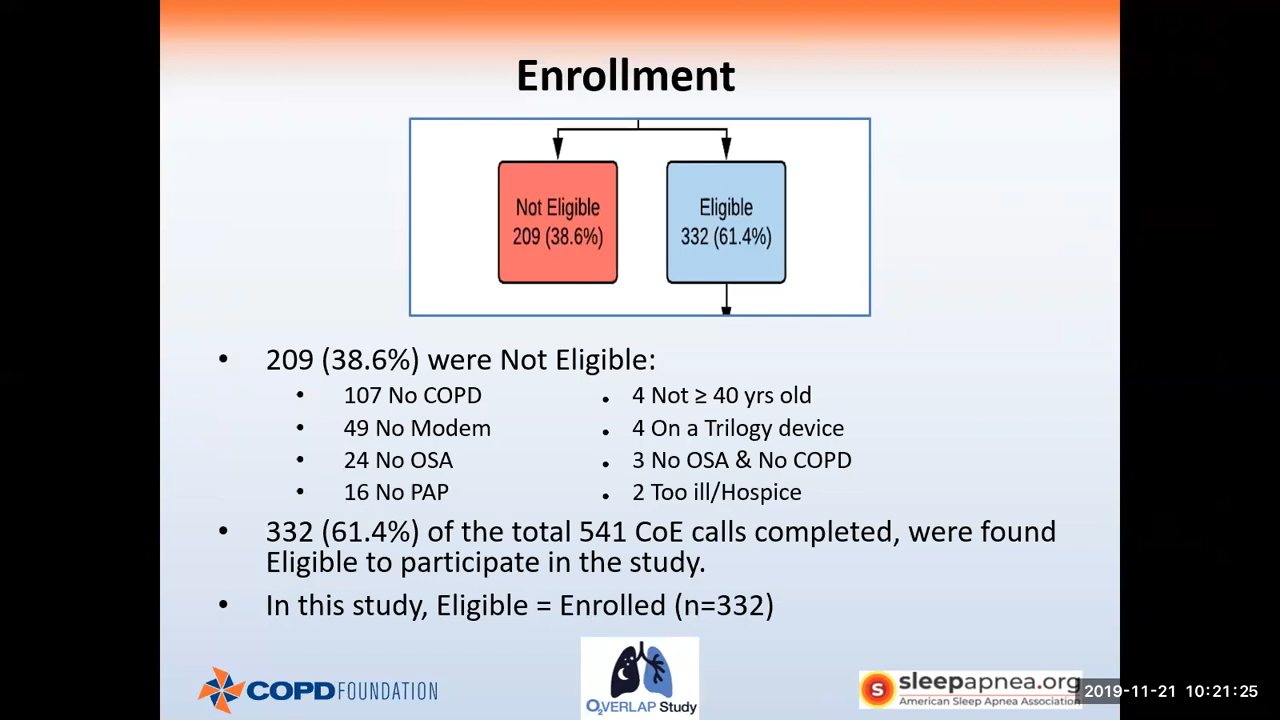 Enrollment
Not Eligible
209 (38.6%)
Eligible
332 (61.4%)
• 209 (38.6%) were Not Eligible:
• 107 No COPD
• 49 No Modem
• 24 No OSA
• 16 No PAP
• 4 Not ≥ 40 yrs old
• 4 On a Trilogy device
• 3 No OSA & No COPD
• 2 Too ill/Hospice
• 332 (61.4%) of the total 541 CoE calls completed, were found
Eligible to participate in the study.
• In this study, Eligible = Enrolled (n=332)
COPDFOUNDATION
O₂VERLAP Study
S sleepapnea.org
American Sleep Apnea Association
2019-11-21 10:21:25